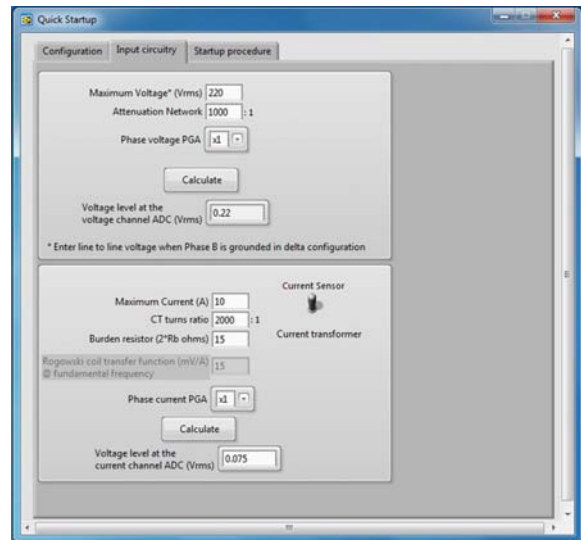 Quick Startup
Configuration Input circuitry Startup procedure
Maximum Voltage* (Vrms) 220
Attenuation Network 1000 : 1
Phase voltage PGA x1
Calculate
Voltage level at the
voltage channel ADC (Vrms) 0.22
* Enter line to line voltage when Phase B is grounded in delta configuration
Current Sensor
Maximum Current (A) 10
CT turns ratio 2000 : 1
Burden resistor (2*Rb ohms) 15
Current transformer
Rogowski coil transfer function (mV/A)
@ fundamental frequency 15
Phase current PGA x1
Calculate
Voltage level at the
current channel ADC (Vrms) 0.075